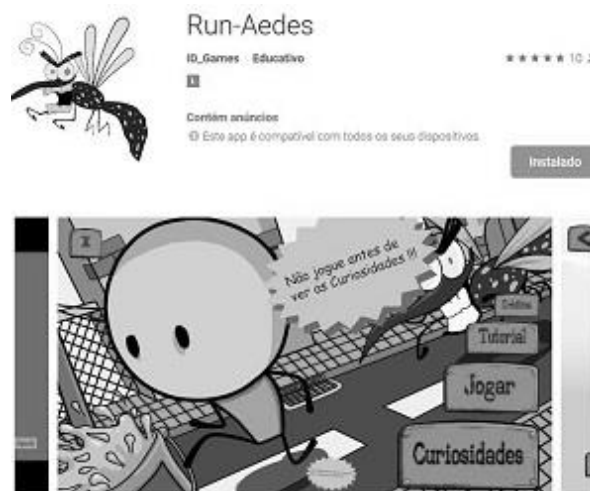 Run-Aedes
ID_Games Educativo
L
Contém anúncios
Este app é compatível com todos os seus dispositivos.
Instalado
X
Não jogue antes de
ver as Curiosidades !!!
Créditos
Tutorial
Jogar
Curiosidades